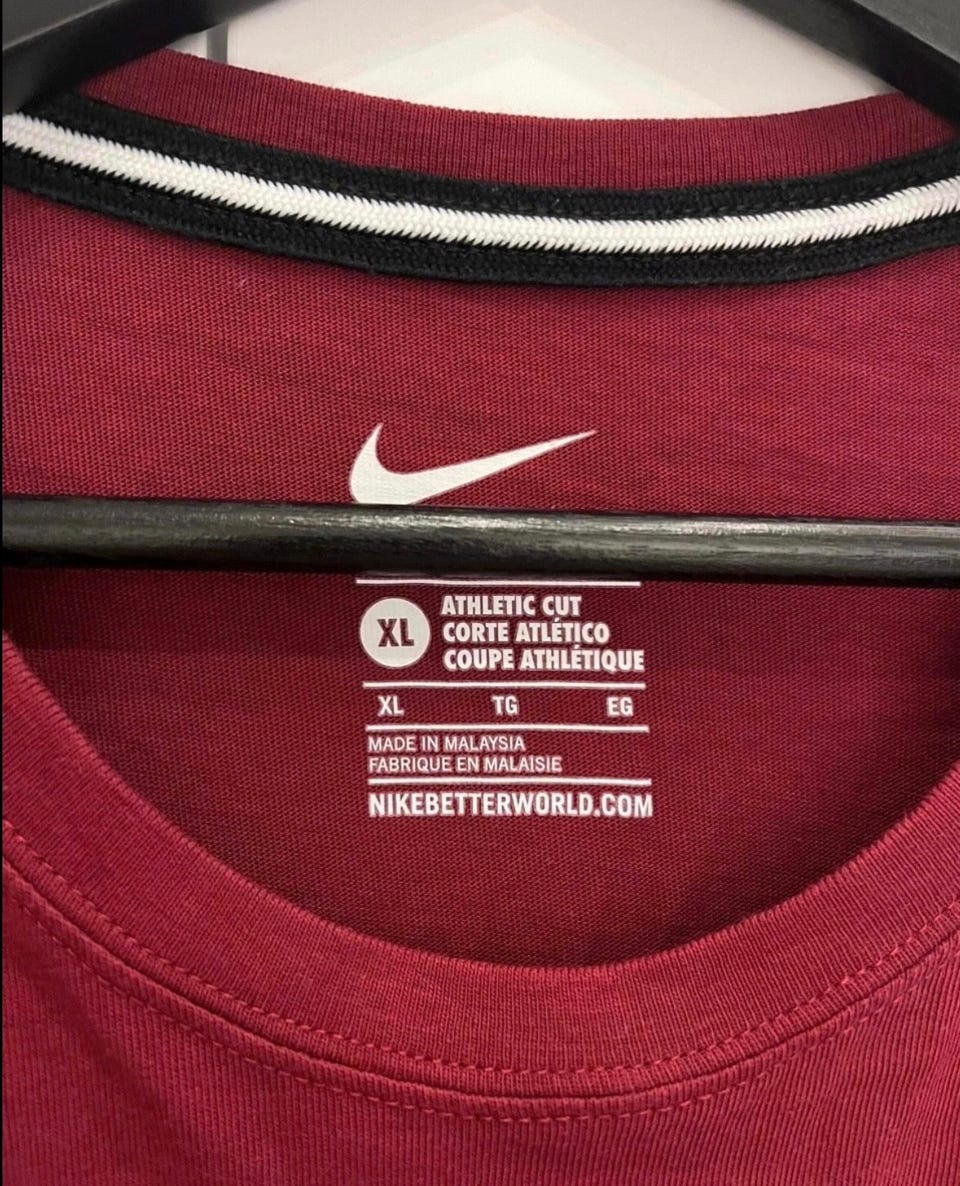 XL
ATHLETIC CUT
CORTE ATLÉTICO
COUPE ATHLÉTIQUE
XL TG EG
MADE IN MALAYSIA
FABRIQUE EN MALAISIE
NIKEBETTERWORLD.COM